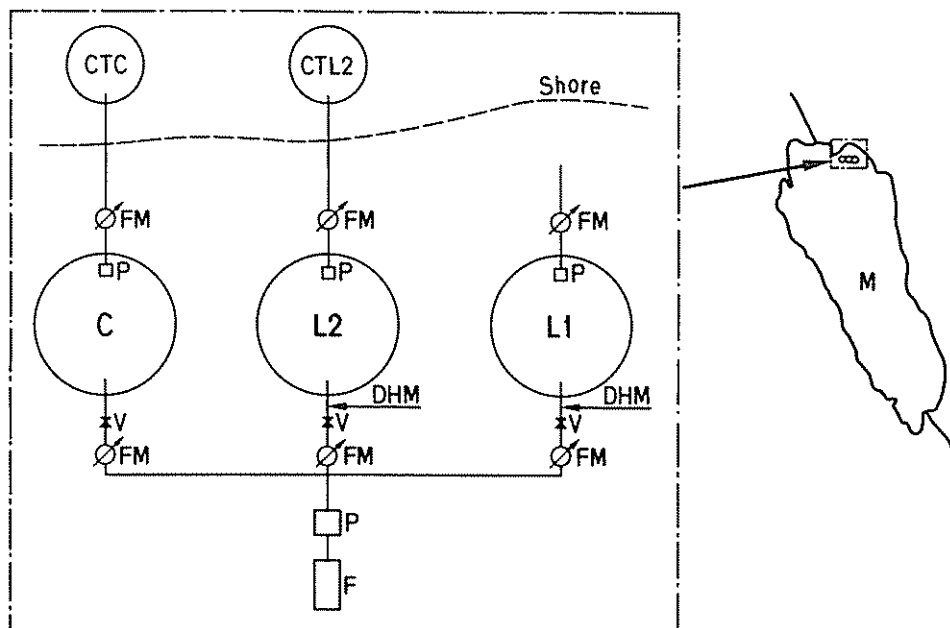 CTC CTL2
Shore
FM FM FM
P P P
C L2 L1
DHM DHM
V V V
FM FM FM
P
F
M